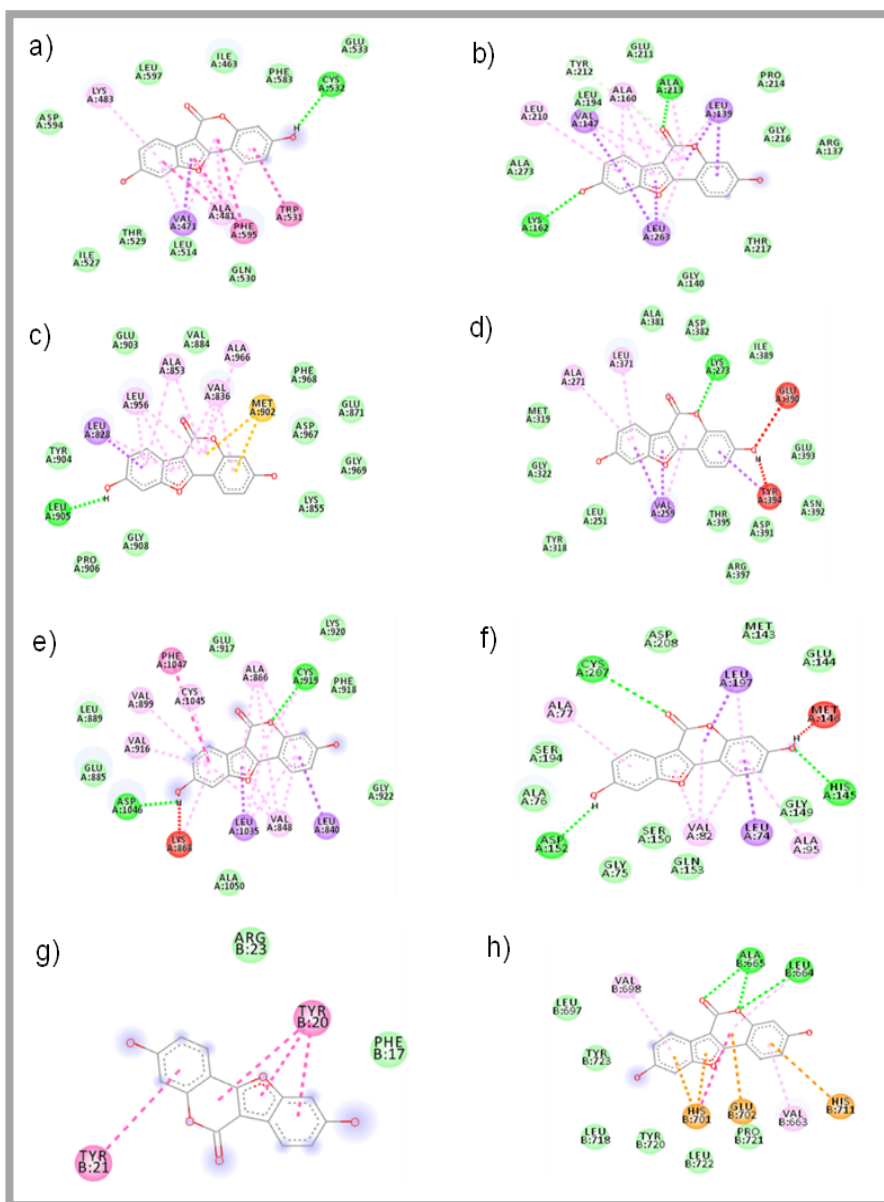 a)
GLU
A:533
ILE
A:463
LEU
A:597
PHE
A:583
CYS
A:532
LYS
A:483
ASP
A:594
O
O
O
O
H
O
VAL
A:471
ALA
A:481
PHE
A:595
TRP
A:531
THR
A:529
LEU
A:514
ILE
A:527
GLN
A:530
b)
GLU
A:211
TYR
A:212
ALA
A:213
PRO
A:214
LEU
A:194
ALA
A:160
LEU
A:139
LEU
A:210
VAL
A:147
GLY
A:216
ARG
A:137
ALA
A:273
LYS
A:162
LEU
A:263
THR
A:217
GLY
A:140
c)
GLU
A:903
VAL
A:884
ALA
A:966
ALA
A:853
PHE
A:968
LEU
A:956
VAL
A:836
MET
A:902
GLU
A:871
LEU
A:828
ASP
A:967
TYR
A:904
GLY
A:969
LYS
A:855
LEU
A:905
H
GLY
A:908
PRO
A:906
d)
ALA
A:381
ASP
A:382
ILE
A:389
LEU
A:371
LYS
A:273
ALA
A:271
GLU
A:390
MET
A:319
GLU
A:393
H
GLY
A:322
TYR
A:394
ASN
A:392
LEU
A:251
VAL
A:259
THR
A:395
ASP
A:391
TYR
A:318
ARG
A:397
e)
LYS
A:920
GLU
A:917
PHE
A:1047
ALA
A:866
CYS
A:919
PHE
A:918
VAL
A:899
CYS
A:1045
LEU
A:889
VAL
A:916
GLU
A:885
GLY
A:922
ASP
A:1046
H
LYS
A:868
LEU
A:1035
VAL
A:848
LEU
A:840
ALA
A:1050
f)
MET
A:143
ASP
A:208
GLU
A:144
CYS
A:207
LEU
A:197
ALA
A:77
MET
A:146
H
SER
A:194
ALA
A:76
HIS
A:145
GLY
A:149
H
ASP
A:152
SER
A:150
VAL
A:82
LEU
A:74
ALA
A:95
GLY
A:75
GLN
A:153
g)
ARG
B:23
TYR
B:20
PHE
B:17
TYR
B:21
h)
ALA
B:665
LEU
B:664
VAL
B:698
LEU
B:697
TYR
B:723
HIS
B:701
GLU
B:702
HIS
B:711
VAL
B:663
LEU
B:718
TYR
B:720
PRO
B:721
LEU
B:722